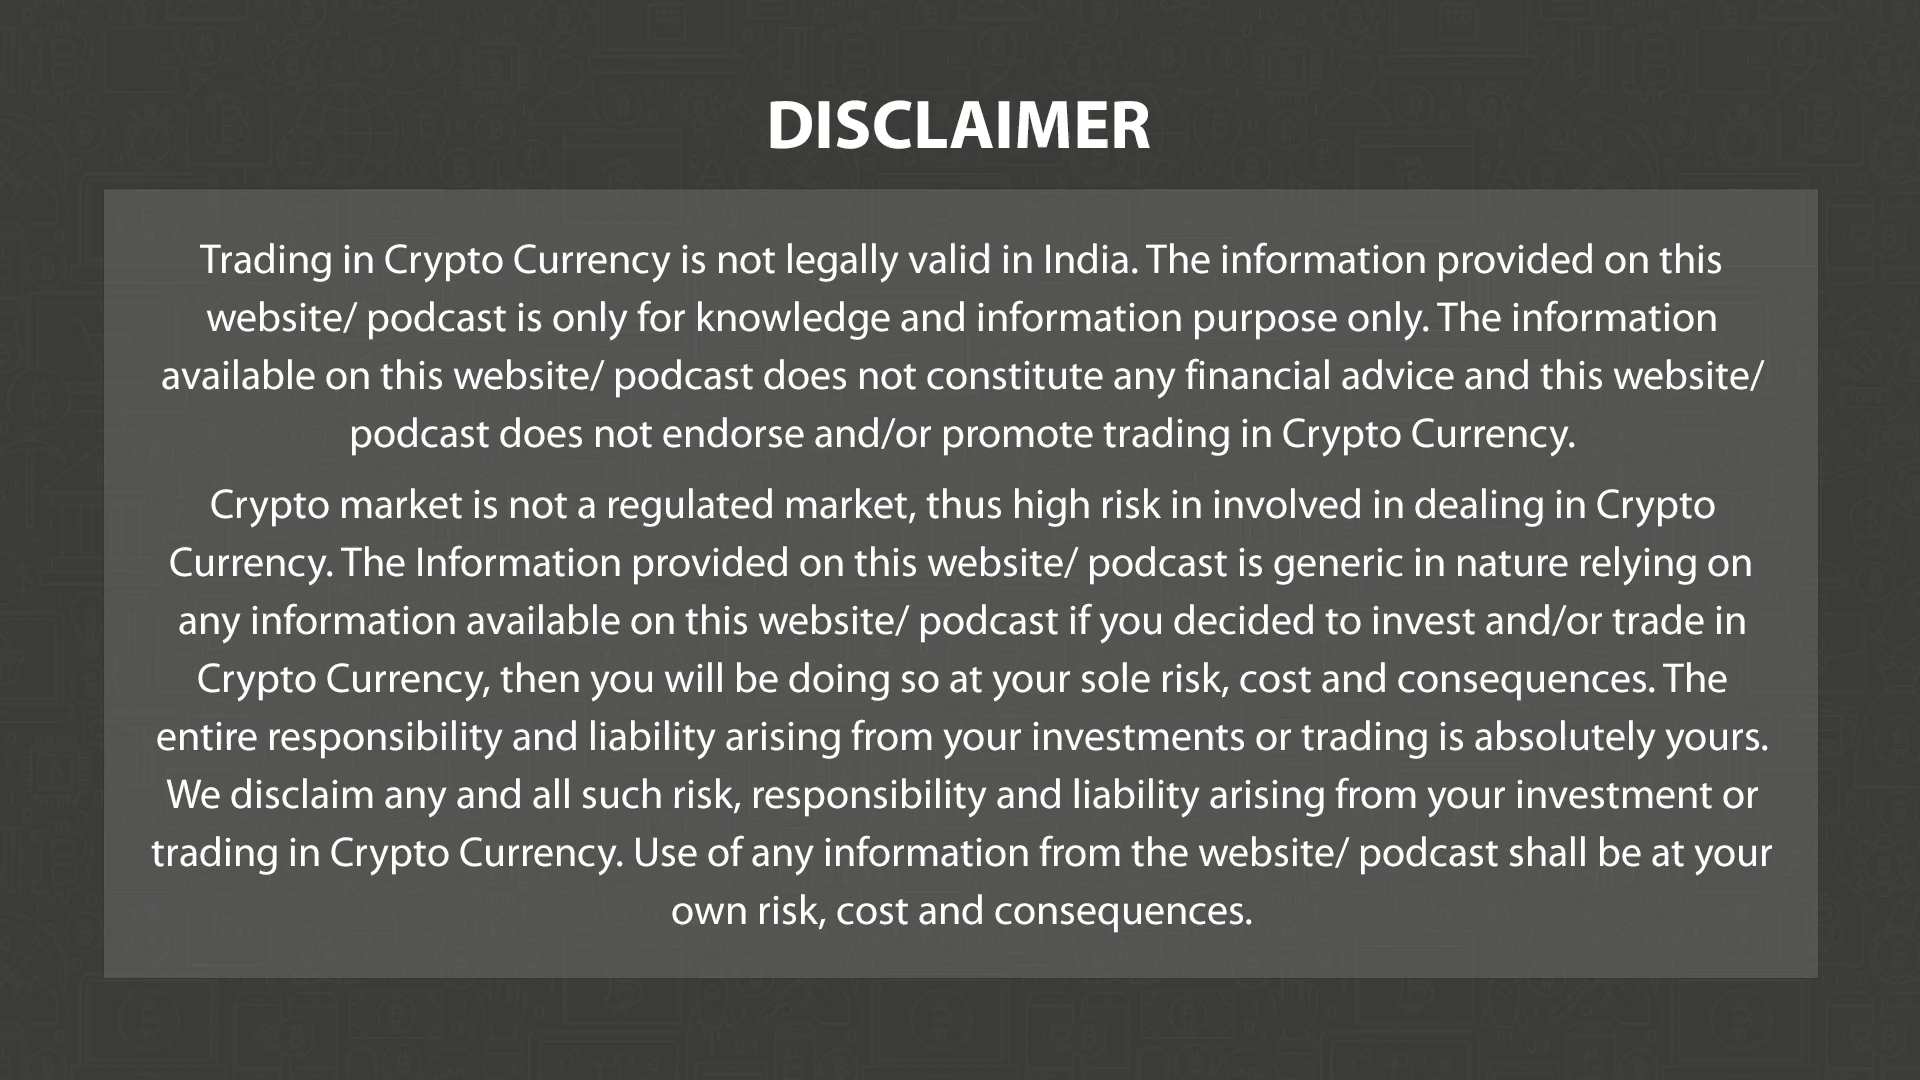 DISCLAIMER
Trading in Crypto Currency is not legally valid in India. The information provided on this
website/ podcast is only for knowledge and information purpose only. The information
available on this website/ podcast does not constitute any financial advice and this website/
podcast does not endorse and/or promote trading in Crypto Currency.
Crypto market is not a regulated market, thus high risk in involved in dealing in Crypto
Currency. The Information provided on this website/ podcast is generic in nature relying on
any information available on this website/ podcast if you decided to invest and/or trade in
Crypto Currency, then you will be doing so at your sole risk, cost and consequences. The
entire responsibility and liability arising from your investments or trading is absolutely yours.
We disclaim any and all such risk, responsibility and liability arising from your investment or
trading in Crypto Currency. Use of any information from the website/ podcast shall be at your
own risk, cost and consequences.